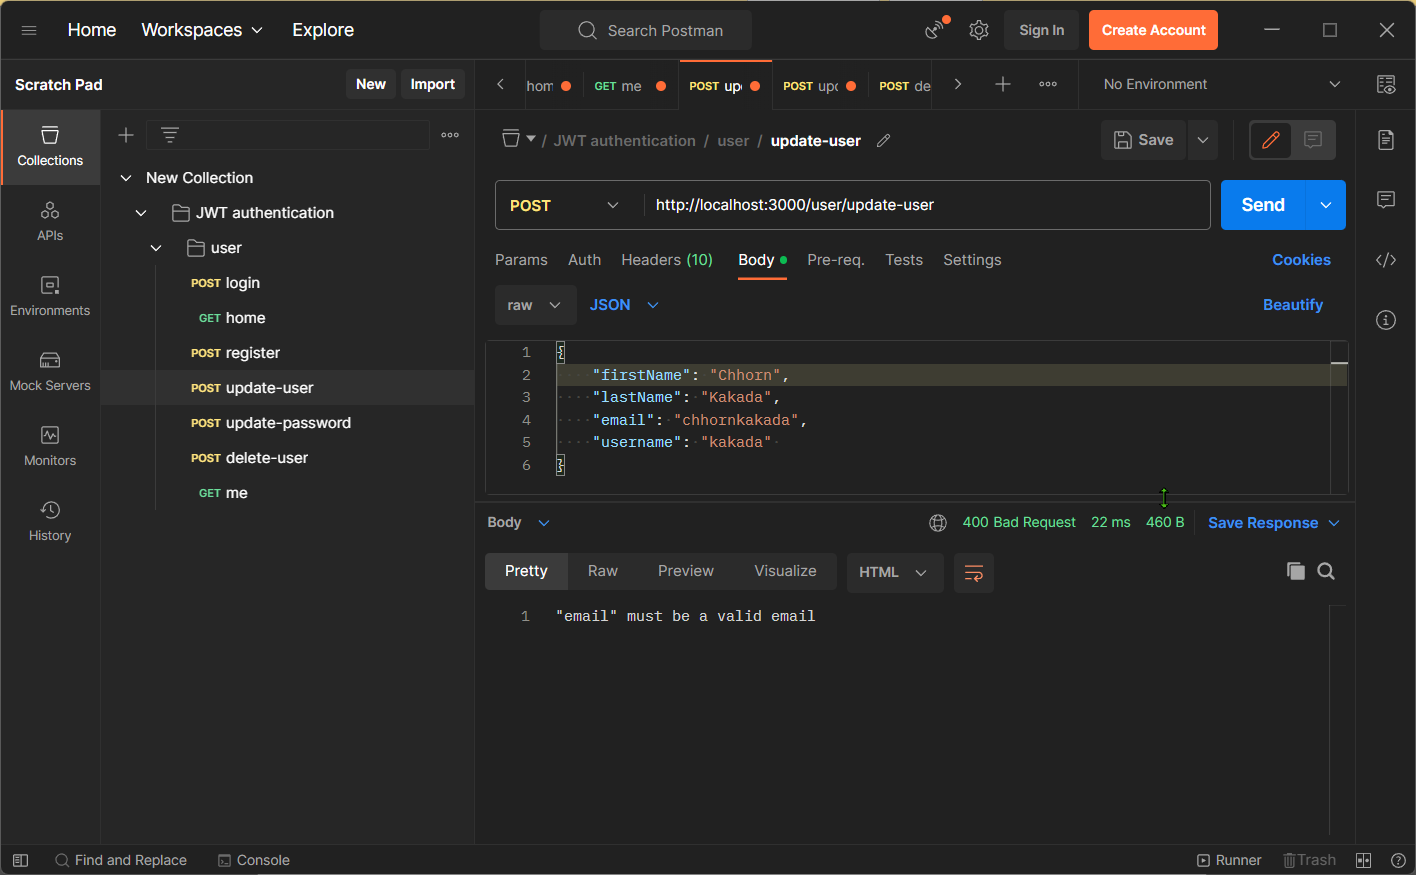 Home Workspaces Explore Search Postman Sign In Create Account
Scratch Pad New Import
hom GET me POST up POST upc POST de No Environment
Collections
APIs
Environments
Mock Servers
Monitors
History
New Collection
JWT authentication
user
POST login
GET home
POST register
POST update-user
POST update-password
POST delete-user
GET me
/ JWT authentication / user / update-user Save
POST http://localhost:3000/user/update-user Send
Params Auth Headers (10) Body Pre-req. Tests Settings Cookies
raw JSON Beautify
1 {
2 "firstName": "Chhorn",
3 "lastName": "Kakada",
4 "email": "chhornkakada",
5 "username": "kakada"
6 }
Body 400 Bad Request 22 ms 460 B Save Response
Pretty Raw Preview Visualize HTML
1 "email" must be a valid email
Find and Replace Console Runner Trash